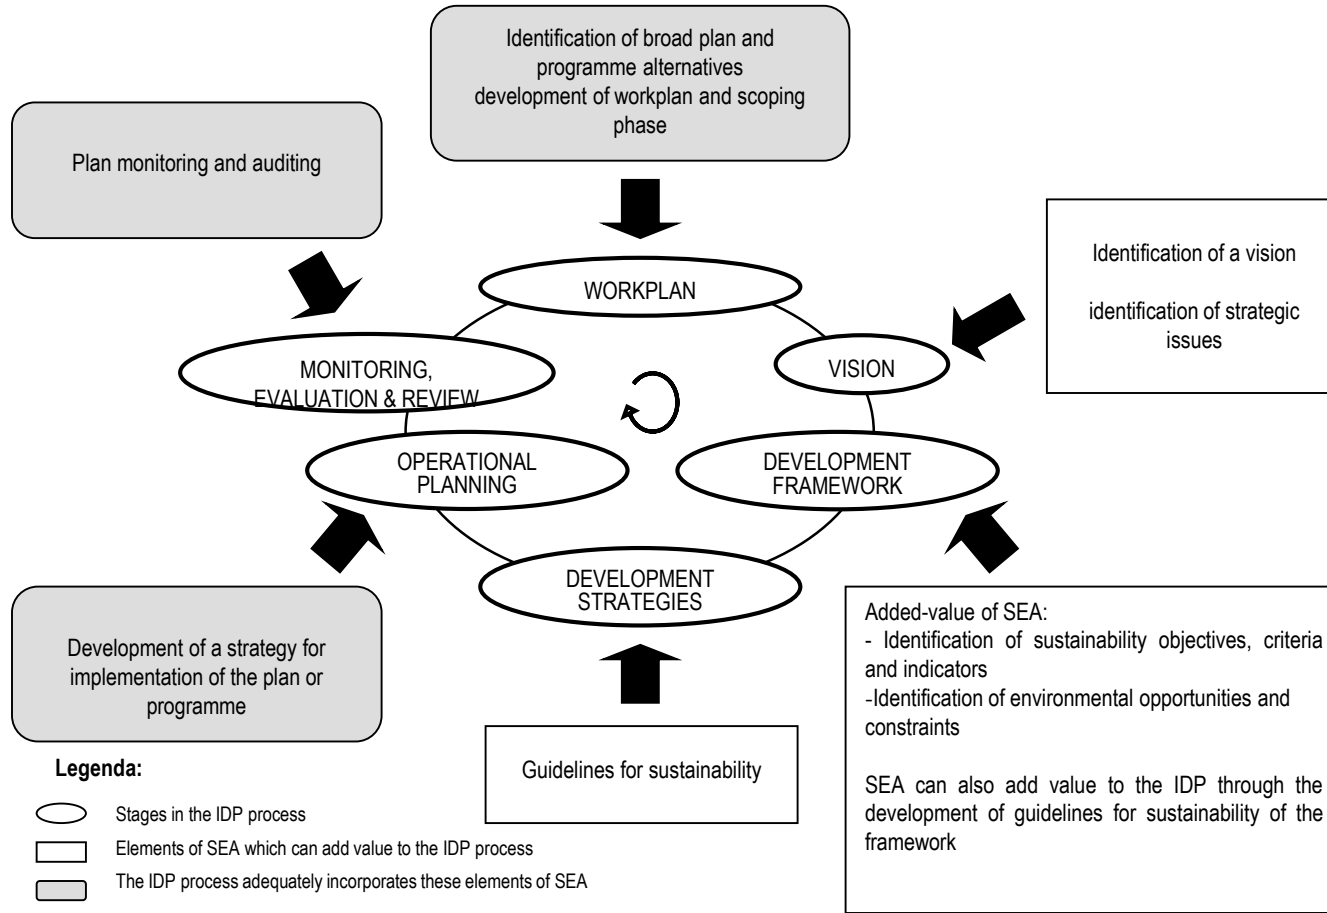 Identification of broad plan and
programme alternatives
development of workplan and scoping
phase
Plan monitoring and auditing
Identification of a vision
identification of strategic
issues
WORKPLAN
MONITORING,
EVALUATION & REVIEW
VISION
OPERATIONAL
PLANNING
DEVELOPMENT
FRAMEWORK
DEVELOPMENT
STRATEGIES
Development of a strategy for
implementation of the plan or
programme
Guidelines for sustainability
Added-value of SEA:
- Identification of sustainability objectives, criteria
and indicators
-Identification of environmental opportunities and
constraints
SEA can also add value to the IDP through the
development of guidelines for sustainability of the
framework
Legenda:
Stages in the IDP process
Elements of SEA which can add value to the IDP process
The IDP process adequately incorporates these elements of SEA